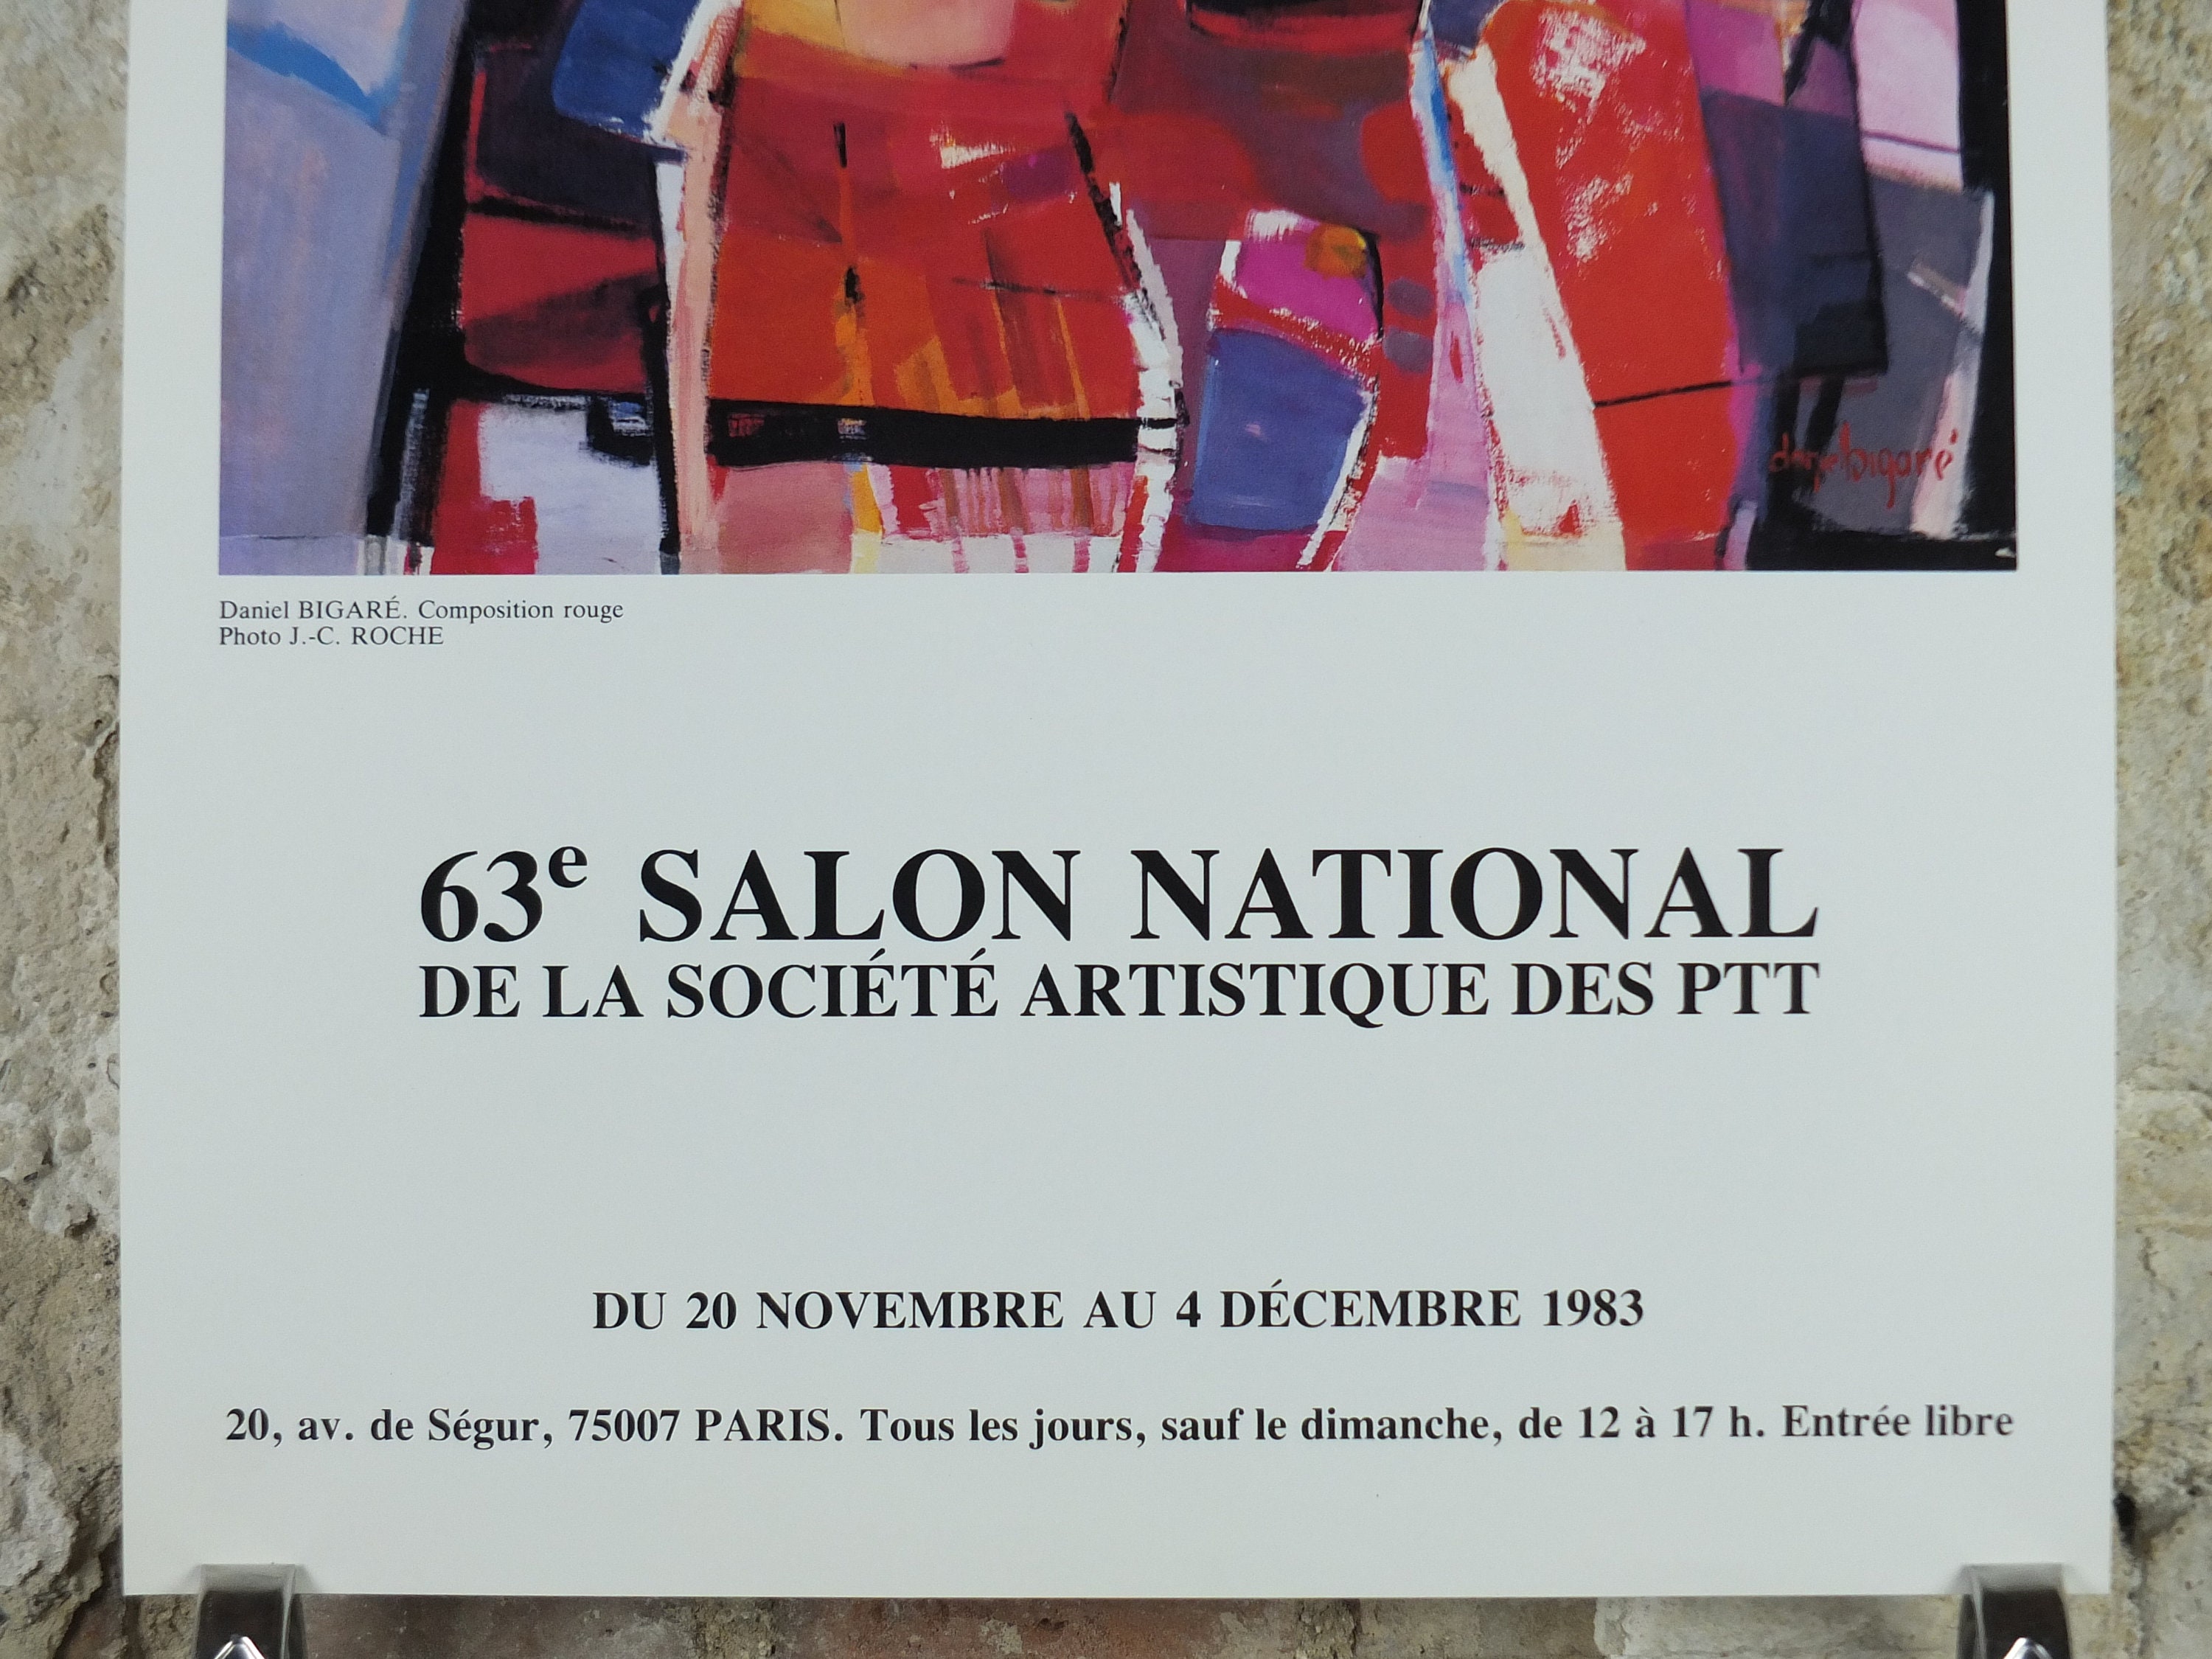 danielbigaré
Daniel BIGARÉ. Composition rouge
Photo J.-C. ROCHE
63e SALON NATIONAL
DE LA SOCIÉTÉ ARTISTIQUE DES PTT
DU 20 NOVEMBRE AU 4 DÉCEMBRE 1983
20, av. de Ségur, 75007 PARIS. Tous les jours, sauf le dimanche, de 12 à 17 h. Entrée libre